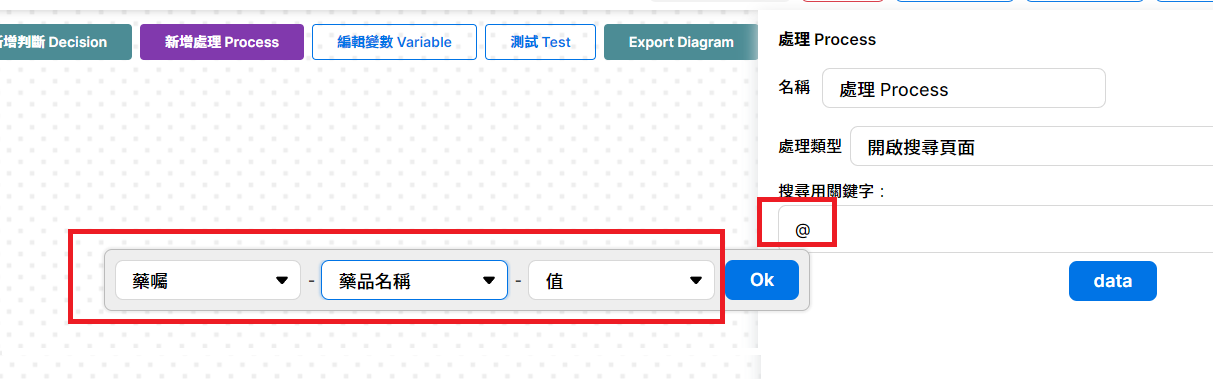 新增判斷 Decision
新增處理 Process
編輯變數 Variable
測試 Test
Export Diagram
處理 Process
名稱
處理 Process
處理類型
開啟搜尋頁面
搜尋用關鍵字：
@
藥囑 - 藥品名稱 - 值
Ok
data